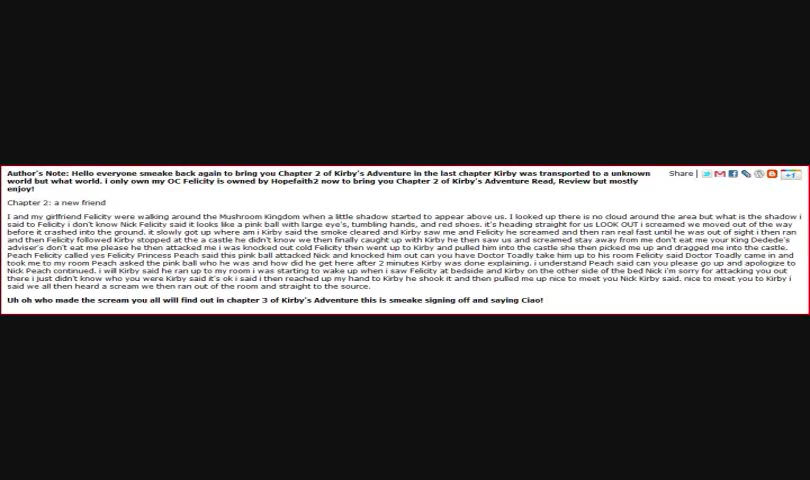 Author's Note: Hello everyone smeake back again to bring you Chapter 2 of Kirby's Adventure in the last chapter Kirby was transported to a unknown
Share |
world but what world. i only own my OC Felicity is owned by Hopefaith2 now to bring you Chapter 2 of Kirby's Adventure Read, Review but mostly
enjoy!
Chapter 2: a new friend
I and my girlfriend Felicity were walking around the Mushroom Kingdom when a little shadow started to appear above us. I looked up there is no cloud around the area but what is the shadow i
said to Felicity i don't know Nick Felicity said it looks like a pink ball with large eye's, tumbling hands, and red shoes. it's heading straight for us LOOK OUT i screamed we moved out of the way
before it crashed into the ground. it slowly got up where am i Kirby said the smoke cleared and Kirby saw me and Felicity he screamed and then ran real fast until he was out of sight i then ran
and then Felicity followed Kirby stopped at the a castle he didn't know we then finally caught up with Kirby he then saw us and screamed stay away from me don't eat me your King Dedede's
adviser's don't eat me please he then attacked me i was knocked out cold Felicity then went up to Kirby and pulled him into the castle she then picked me up and dragged me into the castle.
Peach Felicity called yes Felicity Princess Peach said this pink ball attacked Nick and knocked him out can you have Doctor Toadly take him up to his room Felicity said Doctor Toadly came in and
took me to my room Peach asked the pink ball who he was and how did he get here after 2 minutes Kirby was done explaining. i understand Peach said can you please go up and apologize to
Nick Peach continued. i will Kirby said he ran up to my room i was starting to wake up when i saw Felicity at bedside and Kirby on the other side of the bed Nick i'm sorry for attacking you out
there i just didn't know who you were Kirby said it's ok i said i then reached up my hand to Kirby he shook it and then pulled me up nice to meet you Nick Kirby said. nice to meet you to Kirby i
said we all then heard a scream we then ran out of the room and straight to the source.
Uh oh who made the scream you all will find out in chapter 3 of Kirby's Adventure this is smeake signing off and saying Ciao!